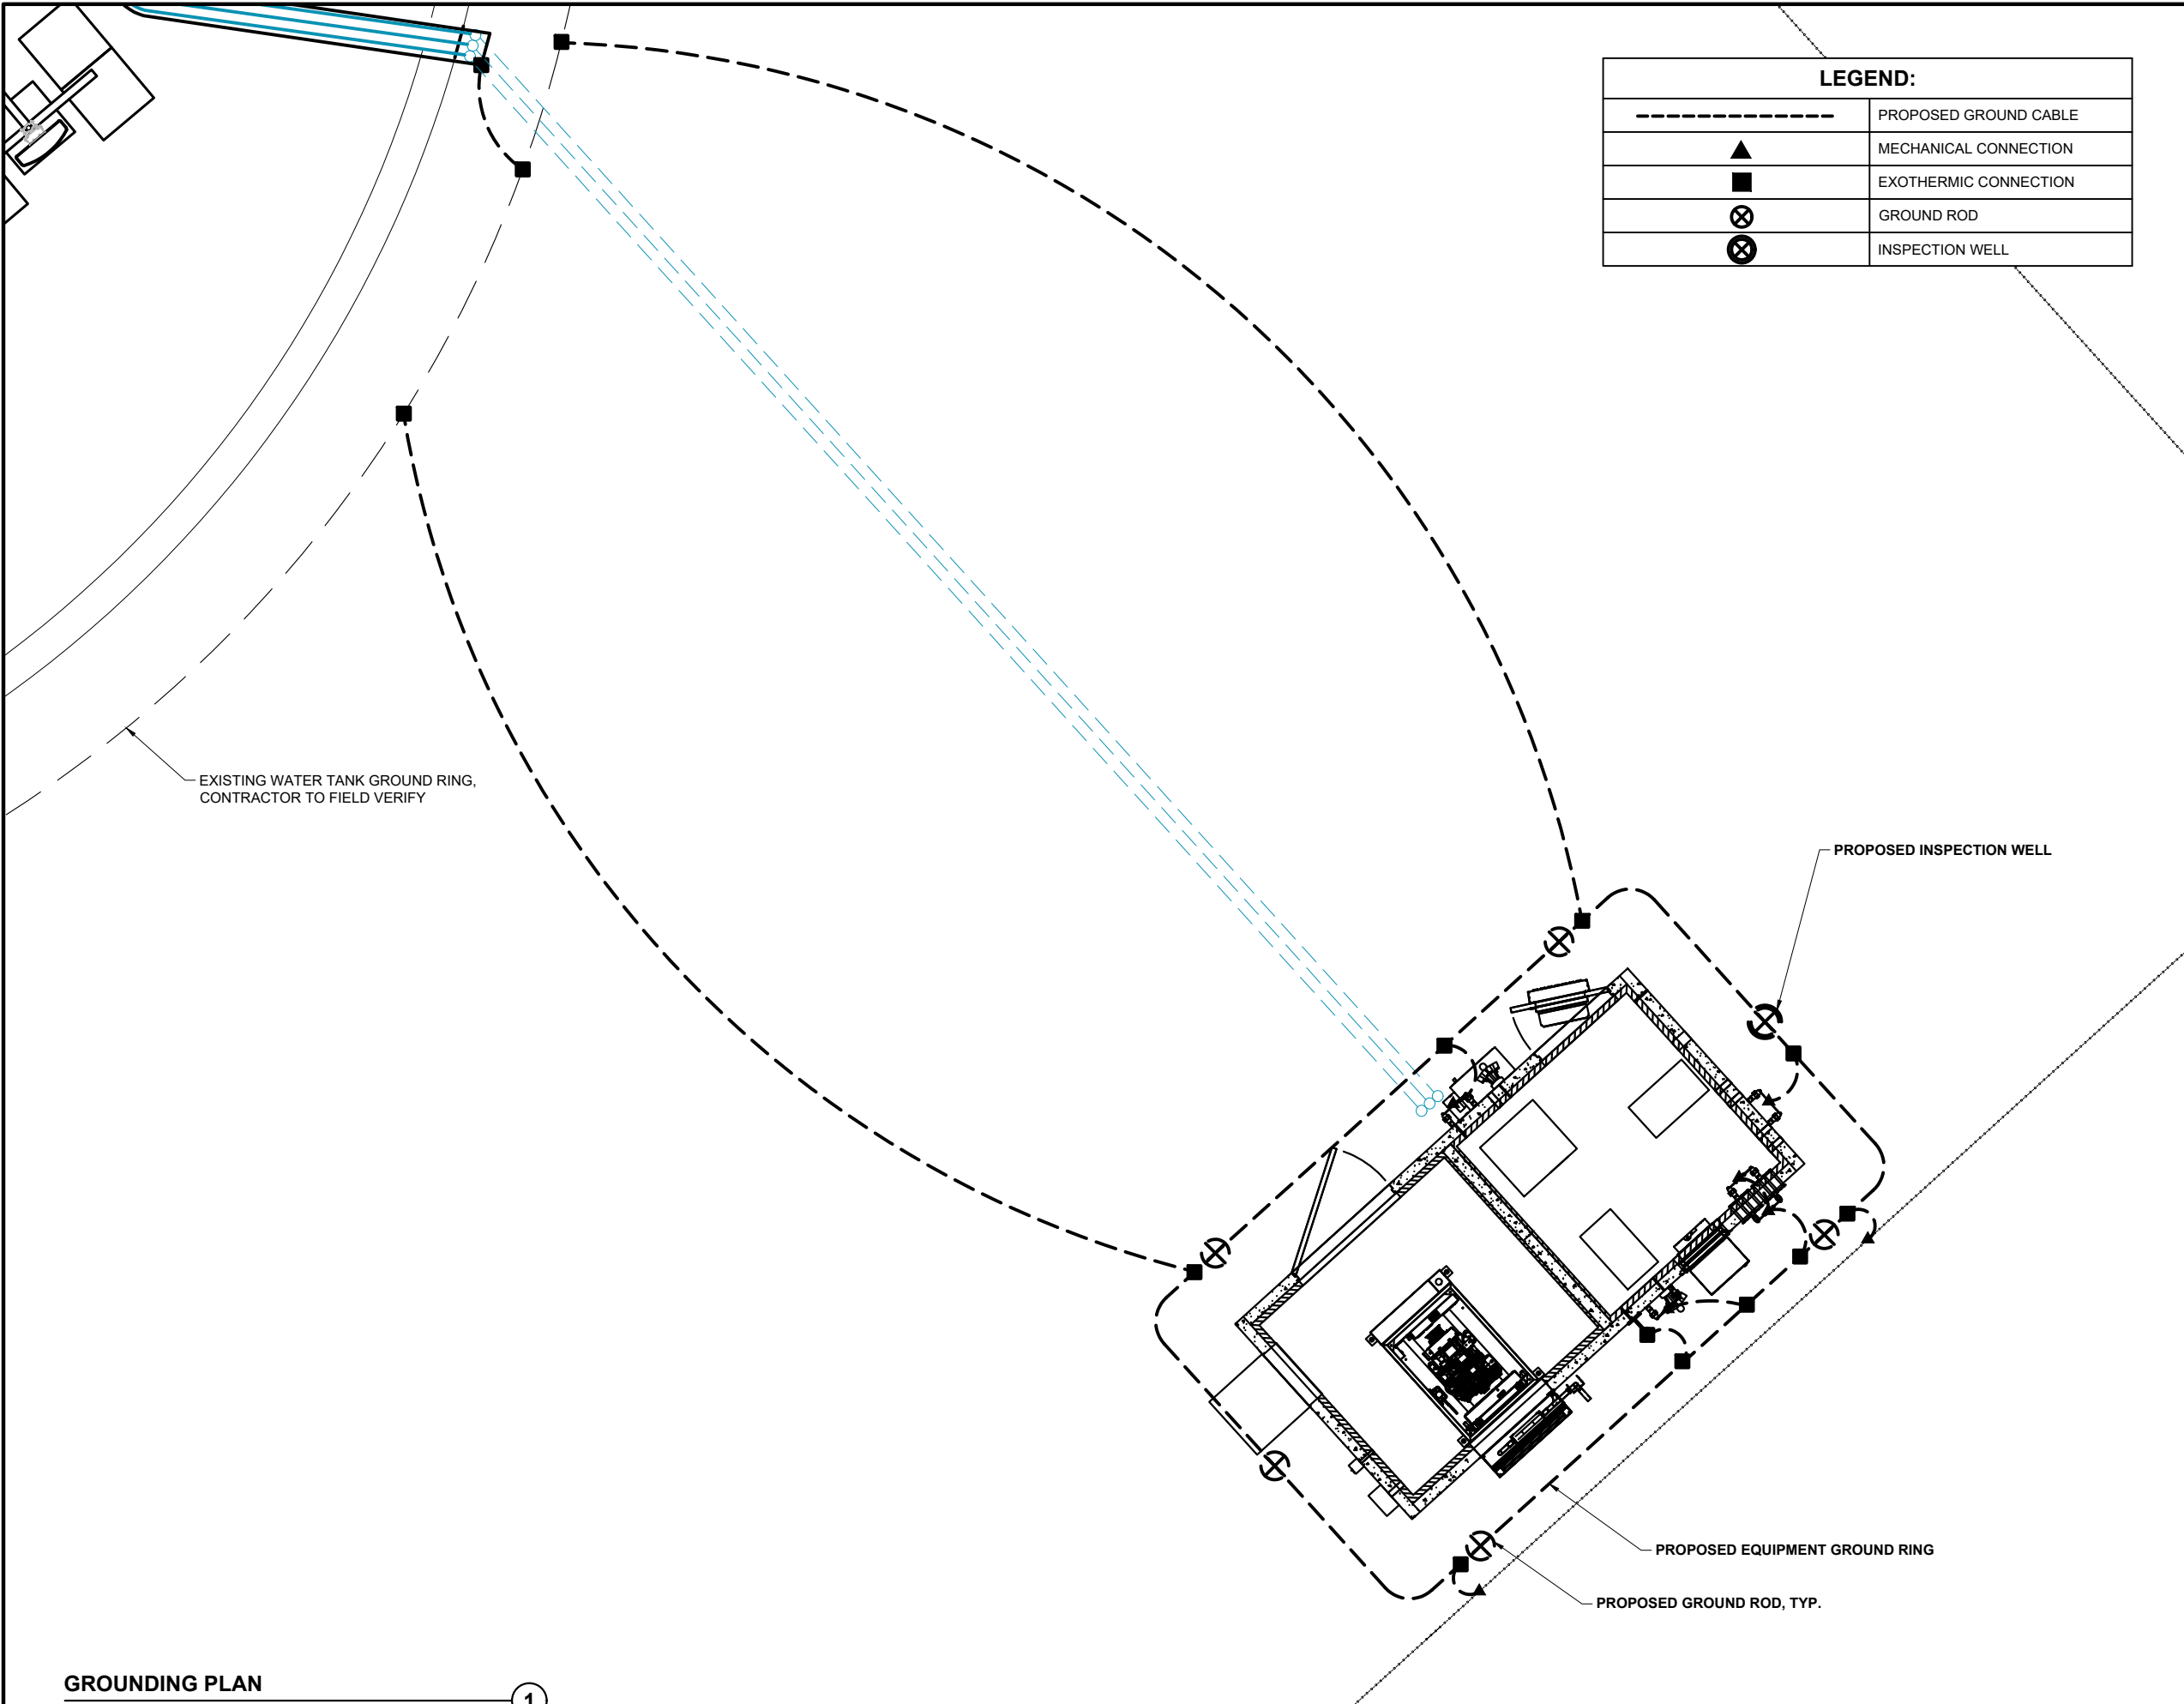 LEGEND:
PROPOSED GROUND CABLE
MECHANICAL CONNECTION
EXOTHERMIC CONNECTION
GROUND ROD
INSPECTION WELL
EXISTING WATER TANK GROUND RING,
CONTRACTOR TO FIELD VERIFY
PROPOSED INSPECTION WELL
PROPOSED EQUIPMENT GROUND RING
PROPOSED GROUND ROD, TYP.
GROUNDING PLAN
1